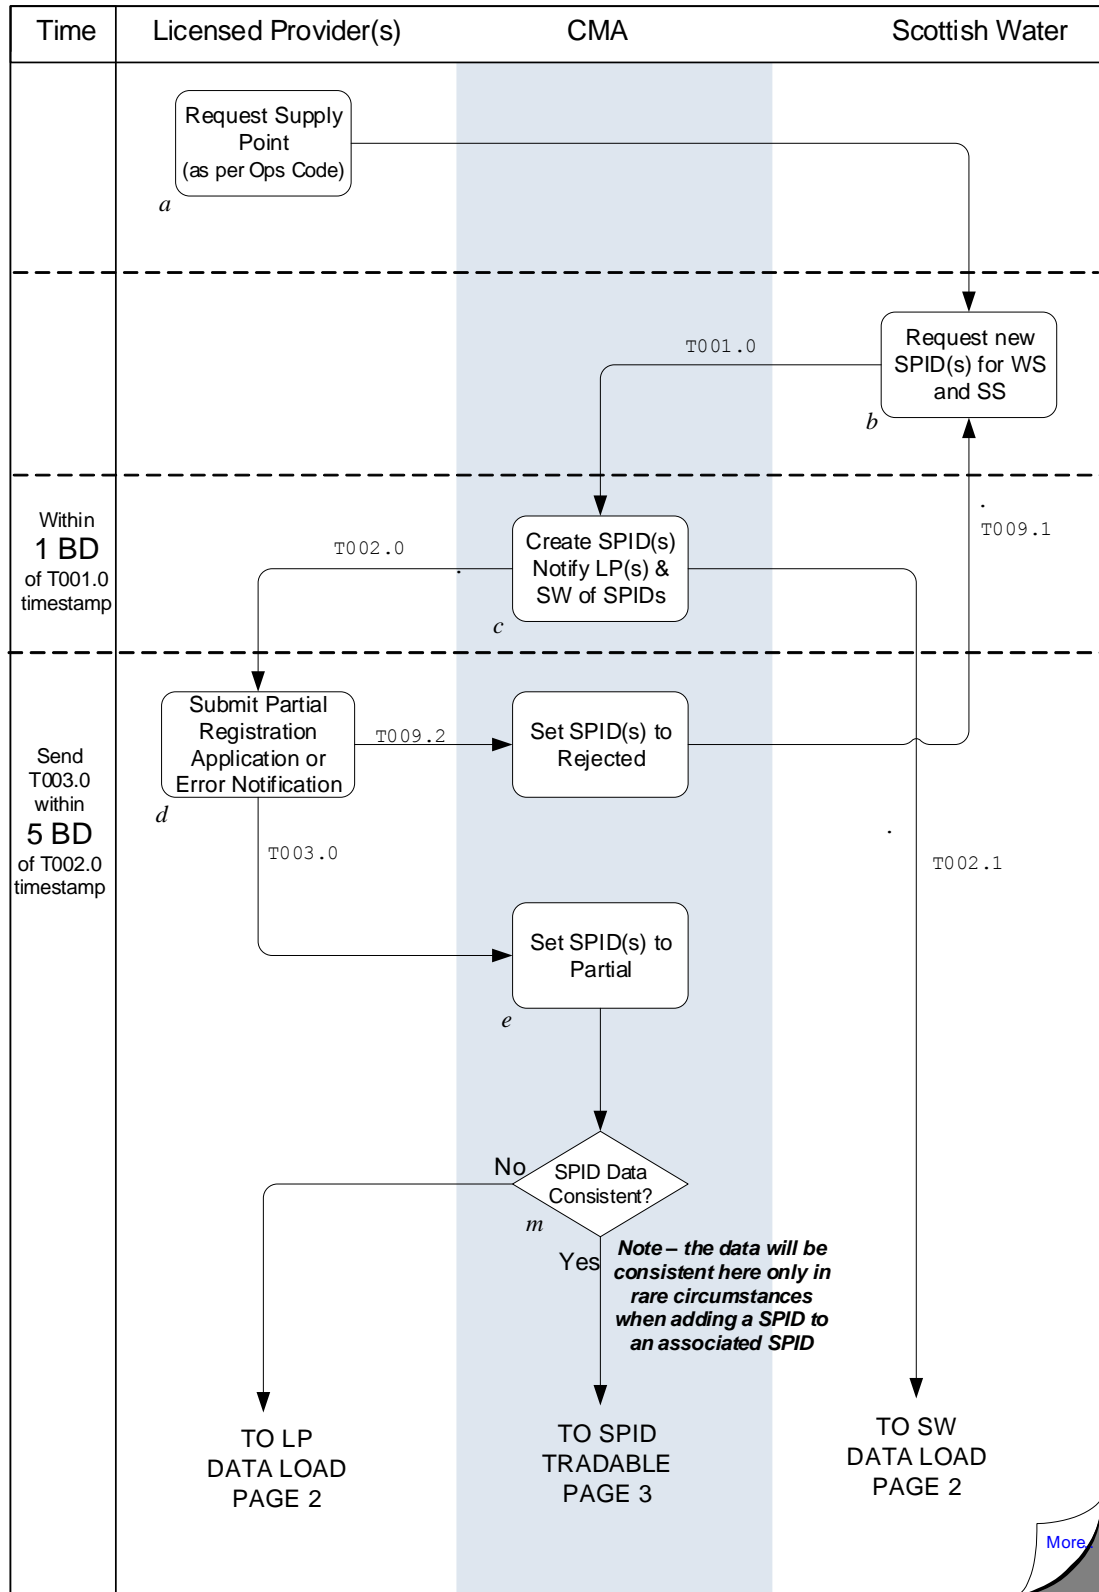 Time
Licensed Provider(s)
CMA
Scottish Water
Request Supply
Point
(as per Ops Code)
a
Request new
SPID(s) for WS
and SS
b
T001.0
Within
1 BD
of T001.0
timestamp
T002.0
Create SPID(s)
Notify LP(s) &
SW of SPIDs
c
T009.1
Send
T003.0
within
5 BD
of T002.0
timestamp
Submit Partial
Registration
Application or
Error Notification
d
T009.2
Set SPID(s) to
Rejected
T003.0
T002.1
Set SPID(s) to
Partial
e
No
SPID Data
Consistent?
m
Yes
Note – the data will be
consistent here only in
rare circumstances
when adding a SPID to
an associated SPID
TO LP
DATA LOAD
PAGE 2
TO SPID
TRADABLE
PAGE 3
TO SW
DATA LOAD
PAGE 2
More..